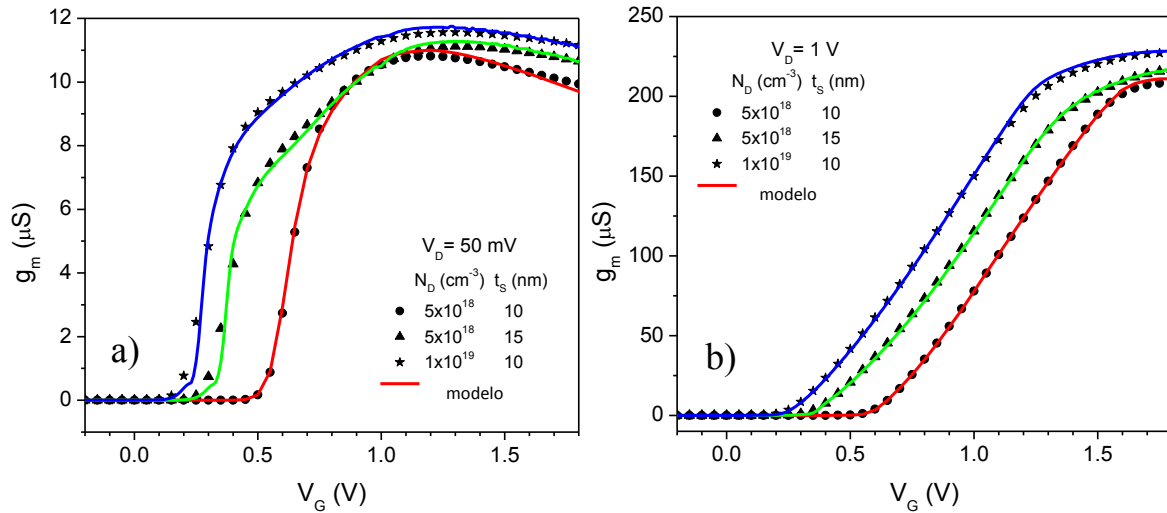 12
10
8
6
4
2
0
g_m (μS)
a)
V_D= 50 mV
N_D (cm^-3) t_S (nm)
5x10^18 10
5x10^18 15
1x10^19 10
modelo
0.0 0.5 1.0 1.5
V_G (V)
250
200
150
100
50
0
g_m (μS)
V_D= 1 V
N_D (cm^-3) t_S (nm)
5x10^18 10
5x10^18 15
1x10^19 10
modelo
b)
0.0 0.5 1.0 1.5
V_G (V)